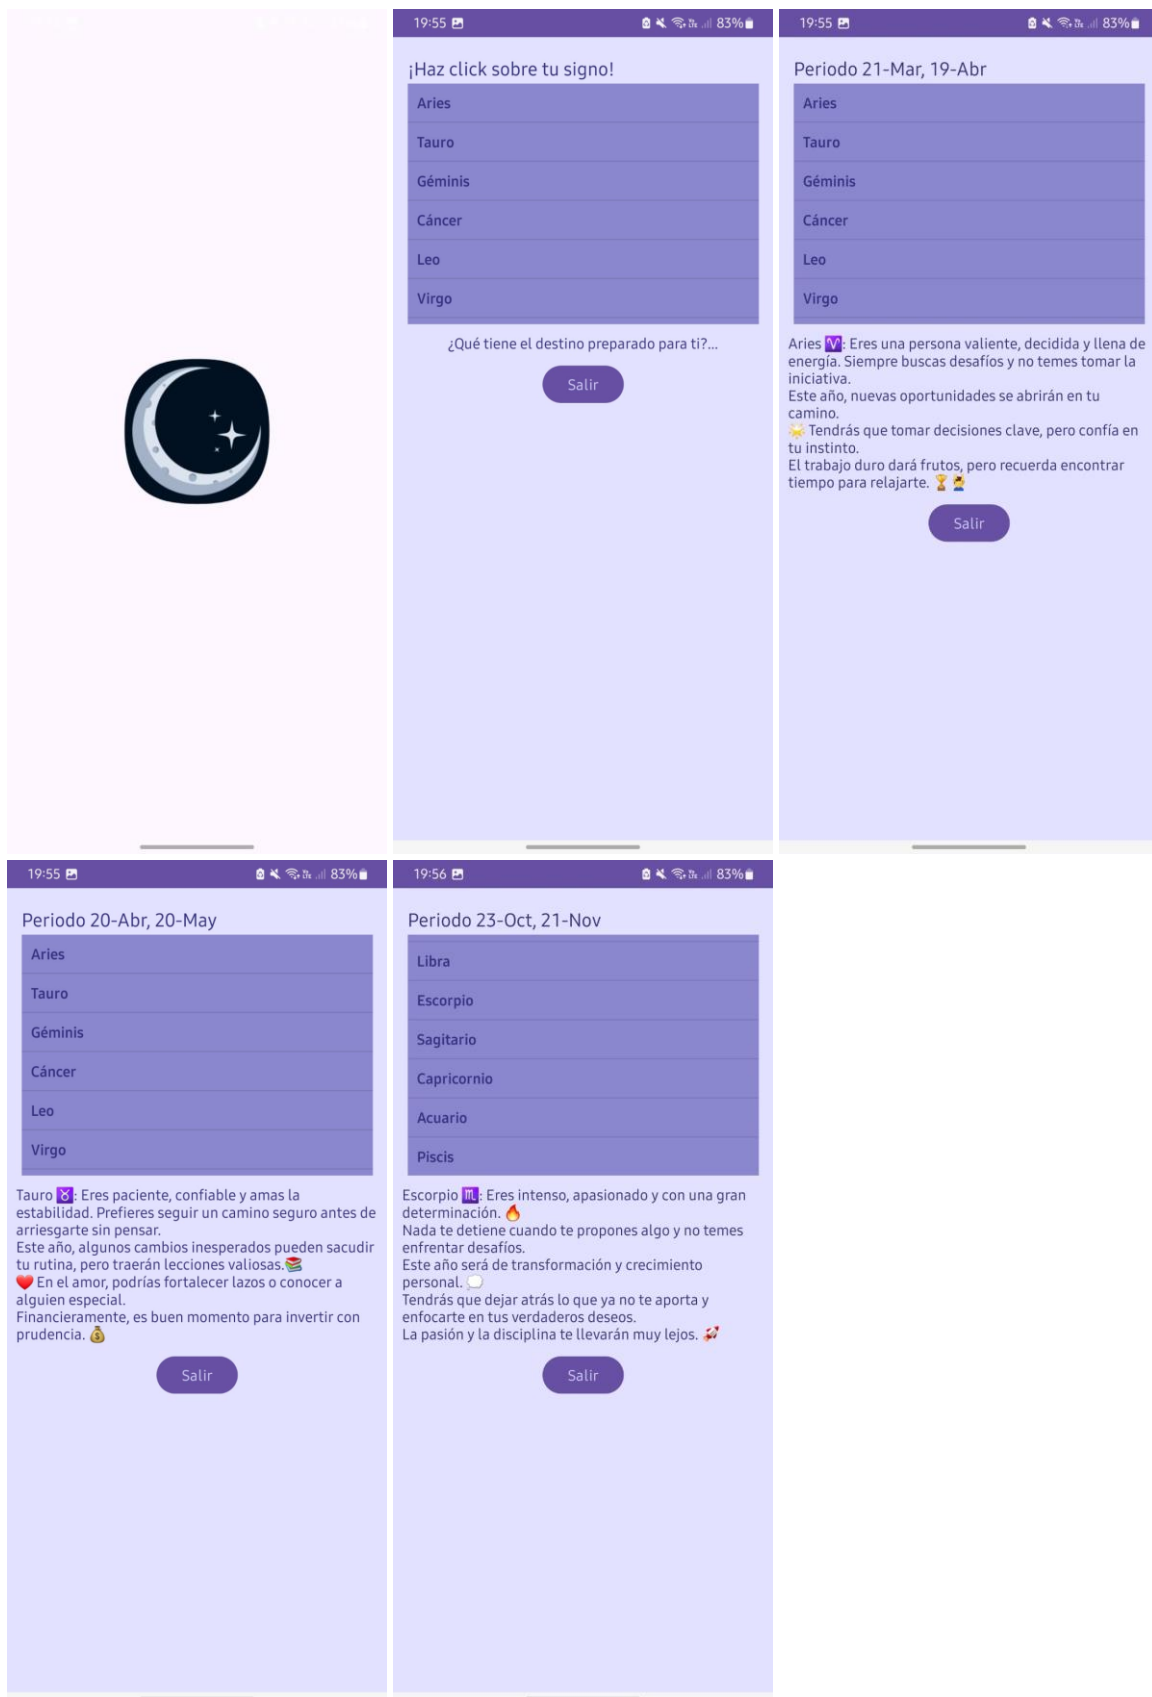 19:55
83%
¡Haz click sobre tu signo!
Aries
Tauro
Géminis
Cáncer
Leo
Virgo
¿Qué tiene el destino preparado para ti?...
Salir
19:55
83%
Periodo 21-Mar, 19-Abr
Aries
Tauro
Géminis
Cáncer
Leo
Virgo
Aries ♈: Eres una persona valiente, decidida y llena de
energía. Siempre buscas desafíos y no temes tomar la
iniciativa.
Este año, nuevas oportunidades se abrirán en tu
camino.
🌟 Tendrás que tomar decisiones clave, pero confía en
tu instinto.
El trabajo duro dará frutos, pero recuerda encontrar
tiempo para relajarte. 🏆💆
Salir
19:55
83%
Periodo 20-Abr, 20-May
Aries
Tauro
Géminis
Cáncer
Leo
Virgo
Tauro ♉: Eres paciente, confiable y amas la
estabilidad. Prefieres seguir un camino seguro antes de
arriesgarte sin pensar.
Este año, algunos cambios inesperados pueden sacudir
tu rutina, pero traerán lecciones valiosas.📚
❤️ En el amor, podrías fortalecer lazos o conocer a
alguien especial.
Financieramente, es buen momento para invertir con
prudencia. 💰
Salir
19:56
83%
Periodo 23-Oct, 21-Nov
Libra
Escorpio
Sagitario
Capricornio
Acuario
Piscis
Escorpio ♏: Eres intenso, apasionado y con una gran
determinación. 🔥
Nada te detiene cuando te propones algo y no temes
enfrentar desafíos.
Este año será de transformación y crecimiento
personal. 💭
Tendrás que dejar atrás lo que ya no te aporta y
enfocarte en tus verdaderos deseos.
La pasión y la disciplina te llevarán muy lejos. 🚀
Salir